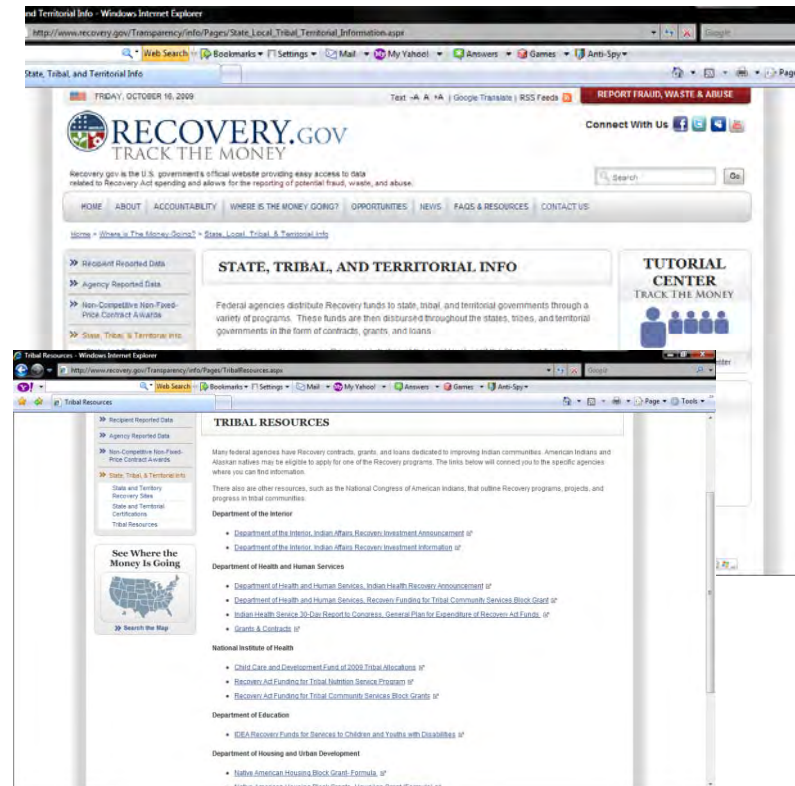 nd Territorial Info - Windows Internet Explorer
http://www.recovery.gov/Transparency/info/Pages/State_Local_Tribal_Territorial_Information.aspx
Google
Web Search Bookmarks Settings Mail My Yahoo! Answers Games Anti-Spy
State, Tribal, and Territorial Info
Page
FRIDAY, OCTOBER 16, 2009
Text -A A +A | Google Translate | RSS Feeds
REPORT FRAUD, WASTE & ABUSE
RECOVERY.GOV
TRACK THE MONEY
Connect With Us
Recovery.gov is the U.S. government's official website providing easy access to data
related to Recovery Act spending and allows for the reporting of potential fraud, waste, and abuse.
Search
Go
HOME ABOUT ACCOUNTABILITY WHERE IS THE MONEY GOING? OPPORTUNITIES NEWS FAQS & RESOURCES CONTACT US
Home > Where is The Money Going? > State, Local, Tribal, & Territorial Info
Recipient Reported Data
Agency Reported Data
Non-Competitive Non-Fixed-
Price Contract Awards
State, Tribal, & Territorial Info
STATE, TRIBAL, AND TERRITORIAL INFO
Federal agencies distribute Recovery funds to state, tribal, and territorial governments through a
variety of programs. These funds are then disbursed throughout the states, tribes, and territorial
governments in the form of contracts, grants, and loans.
TUTORIAL
CENTER
TRACK THE MONEY
Tribal Resources - Windows Internet Explorer
http://www.recovery.gov/Transparency/info/Pages/TribalResources.aspx
Google
Web Search Bookmarks Settings Mail My Yahoo! Answers Games Anti-Spy
Tribal Resources
Page Tools
Recipient Reported Data
Agency Reported Data
Non-Competitive Non-Fixed-
Price Contract Awards
State, Tribal, & Territorial Info
State and Territory
Recovery Sites
State and Territorial
Certifications
Tribal Resources
See Where the
Money Is Going
Search the Map
TRIBAL RESOURCES
Many federal agencies have Recovery contracts, grants, and loans dedicated to improving Indian communities. American Indians and
Alaskan natives may be eligible to apply for one of the Recovery programs. The links below will connect you to the specific agencies
where you can find information.
There also are other resources, such as the National Congress of American Indians, that outline Recovery programs, projects, and
progress in tribal communities.
Department of the Interior
Department of the Interior, Indian Affairs Recovery Investment Announcement
Department of the Interior, Indian Affairs Recovery Investment Information
Department of Health and Human Services
Department of Health and Human Services, Indian Health Recovery Announcement
Department of Health and Human Services, Recovery Funding for Tribal Community Services Block Grant
Indian Health Service 30-Day Report to Congress, General Plan for Expenditure of Recovery Act Funds.
Grants & Contracts
National Institute of Health
Child Care and Development Fund of 2009 Tribal Allocations
Recovery Act Funding for Tribal Nutrition Service Program
Recovery Act Funding for Tribal Community Services Block Grants
Department of Education
IDEA Recovery Funds for Services to Children and Youths with Disabilities
Department of Housing and Urban Development
Native American Housing Block Grant- Formula,